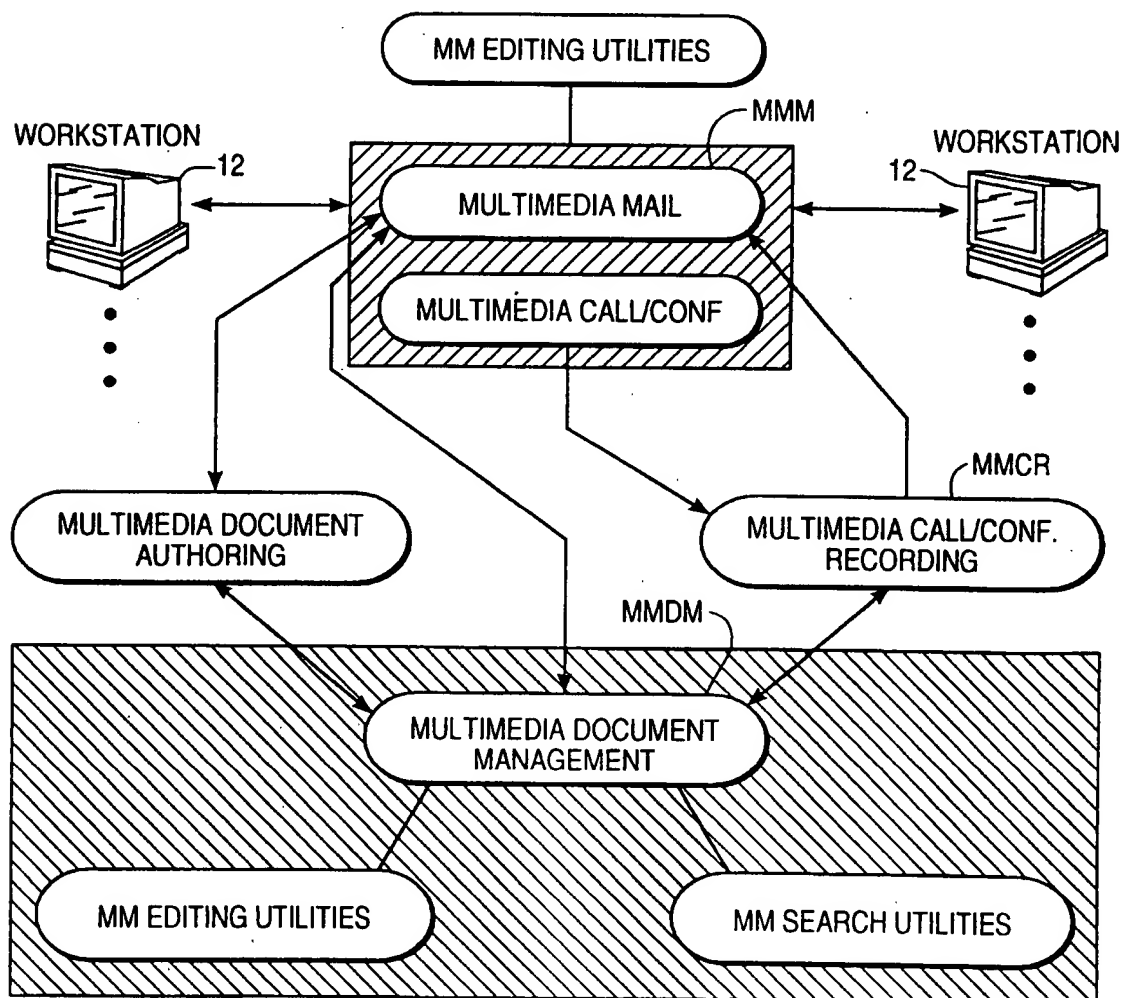 MM EDITING UTILITIES
MMM
WORKSTATION
12
WORKSTATION
12
MULTIMEDIA MAIL
MULTIMEDIA CALL/CONF
MULTIMEDIA DOCUMENT
AUTHORING
MMCR
MULTIMEDIA CALL/CONF.
RECORDING
MMDM
MULTIMEDIA DOCUMENT
MANAGEMENT
MM EDITING UTILITIES
MM SEARCH UTILITIES